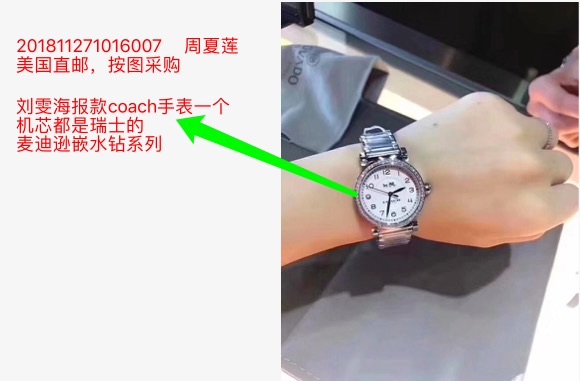 201811271016007 周夏莲
美国直邮，按图采购
刘雯海报款coach手表一个
机芯都是瑞士的
麦迪逊嵌水钻系列
VADO
COACH